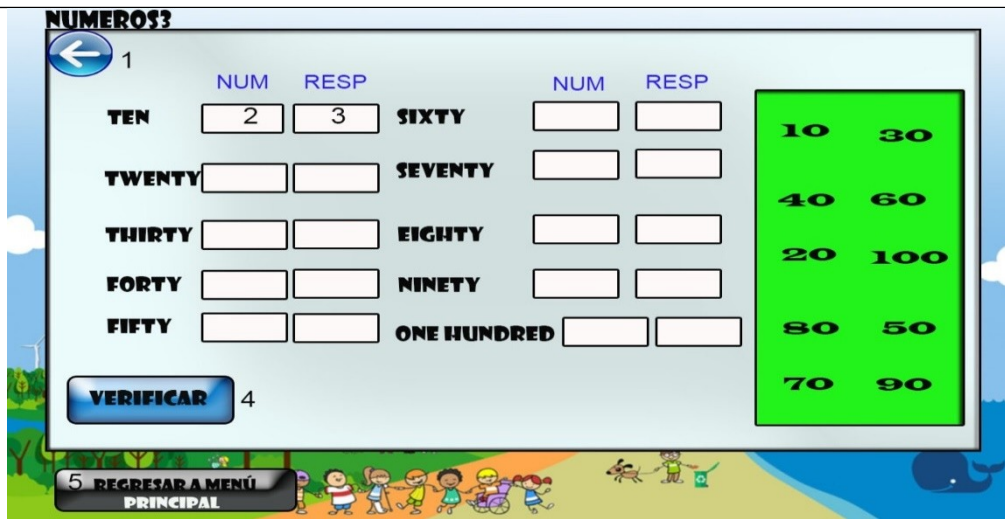 NUMEROS3
1
NUM RESP NUM RESP
TEN 2 3 SIXTY
TWENTY SEVENTY
THIRTY EIGHTY
FORTY NINETY
FIFTY ONE HUNDRED
10 30
40 60
20 100
80 50
70 90
VERIFICAR 4
5 REGRESAR A MENÚ
PRINCIPAL